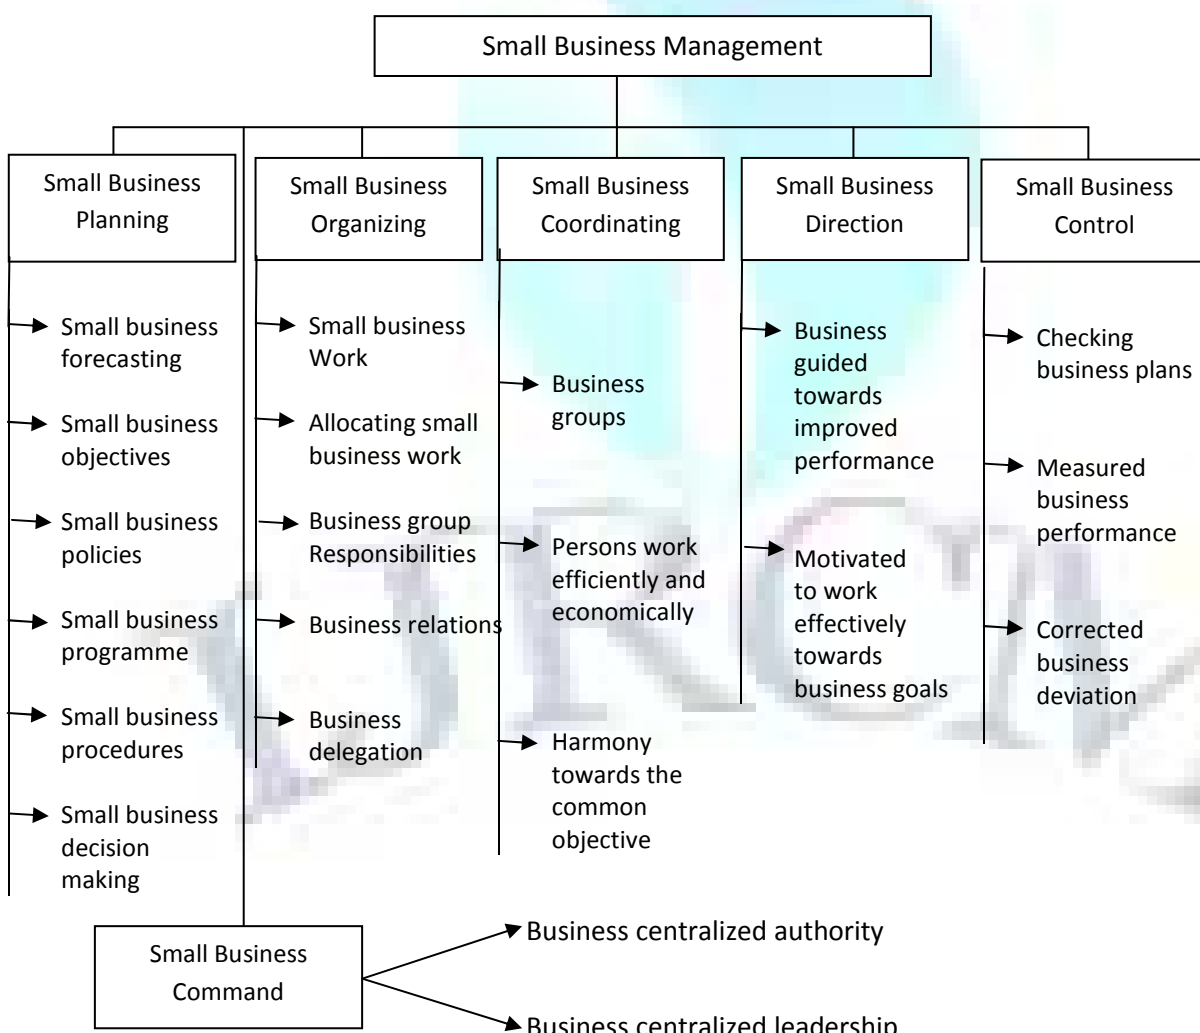 Small Business Management
Small Business
Planning
Small business
forecasting
Small business
objectives
Small business
policies
Small business
programme
Small business
procedures
Small business
decision
making
Small Business
Organizing
Small business
Work
Allocating small
business work
Business group
Responsibilities
Business relations
Business
delegation
Small Business
Coordinating
Business
groups
Persons work
efficiently and
economically
Harmony
towards the
common
objective
Small Business
Direction
Business
guided
towards
improved
performance
Motivated
to work
effectively
towards
business goals
Small Business
Control
Checking
business plans
Measured
business
performance
Corrected
business
deviation
Small Business
Command
Business centralized authority
Business centralized leadership